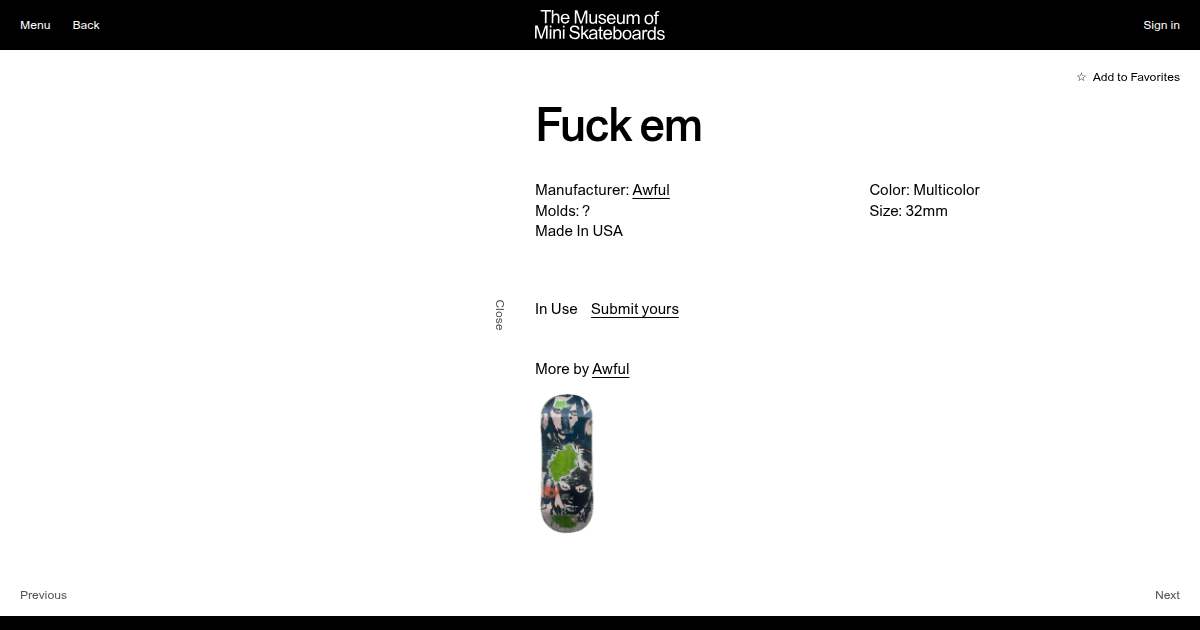 Menu Back
The Museum of
Mini Skateboards
Sign in
☆ Add to Favorites
Fuck em
Manufacturer: Awful
Molds: ?
Made In USA
Color: Multicolor
Size: 32mm
Close
In Use Submit yours
More by Awful
Previous
Next